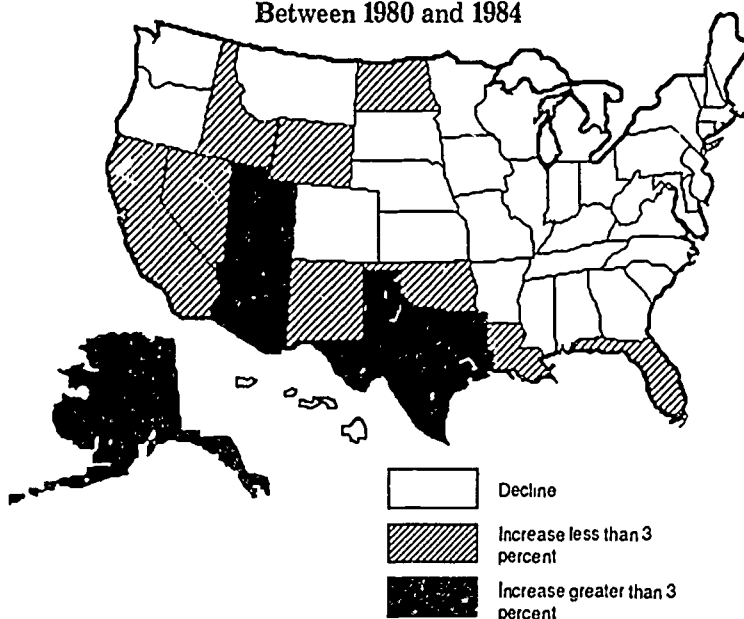 Between 1980 and 1984
Decline
Increase less than 3
percent
Increase greater than 3
percent